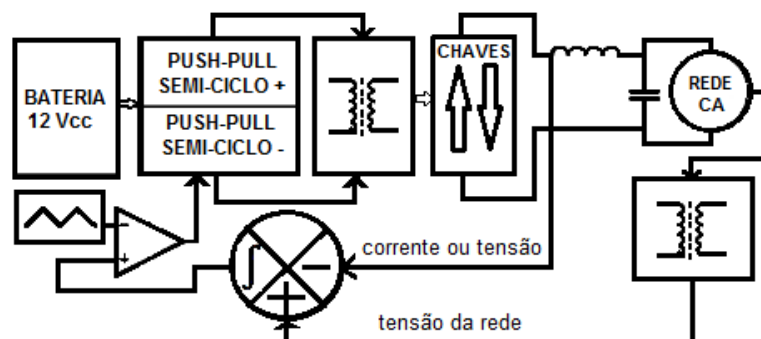 BATERIA
12 Vcc
PUSH-PULL
SEMI-CICLO +
PUSH-PULL
SEMI-CICLO -
CHAVES
REDE
CA
corrente ou tensão
tensão da rede